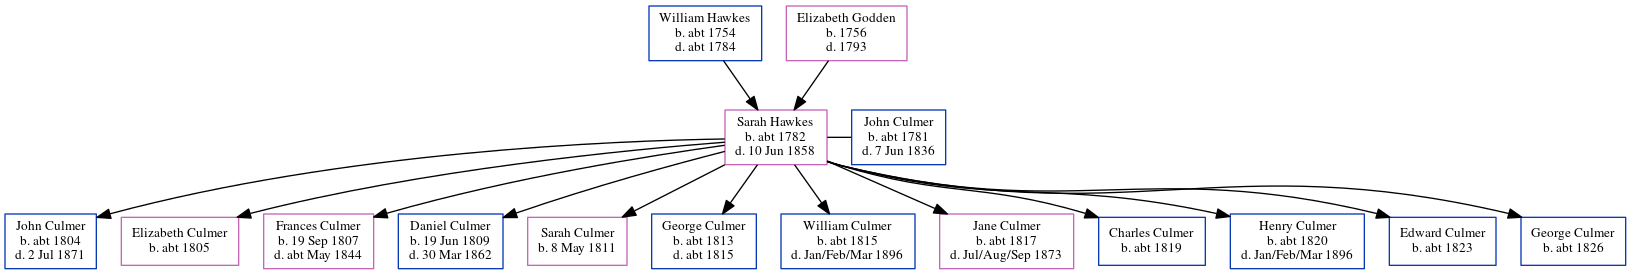 William Hawkes
b. abt 1754
d. abt 1784
Elizabeth Godden
b. 1756
d. 1793
Sarah Hawkes
b. abt 1782
d. 10 Jun 1858
John Culmer
b. abt 1781
d. 7 Jun 1836
John Culmer
b. abt 1804
d. 2 Jul 1871
Elizabeth Culmer
b. abt 1805
Frances Culmer
b. 19 Sep 1807
d. abt May 1844
Daniel Culmer
b. 19 Jun 1809
d. 30 Mar 1862
Sarah Culmer
b. 8 May 1811
George Culmer
b. abt 1813
d. abt 1815
William Culmer
b. abt 1815
d. Jan/Feb/Mar 1896
Jane Culmer
b. abt 1817
d. Jul/Aug/Sep 1873
Charles Culmer
b. abt 1819
Henry Culmer
b. abt 1820
d. Jan/Feb/Mar 1896
Edward Culmer
b. abt 1823
George Culmer
b. abt 1826